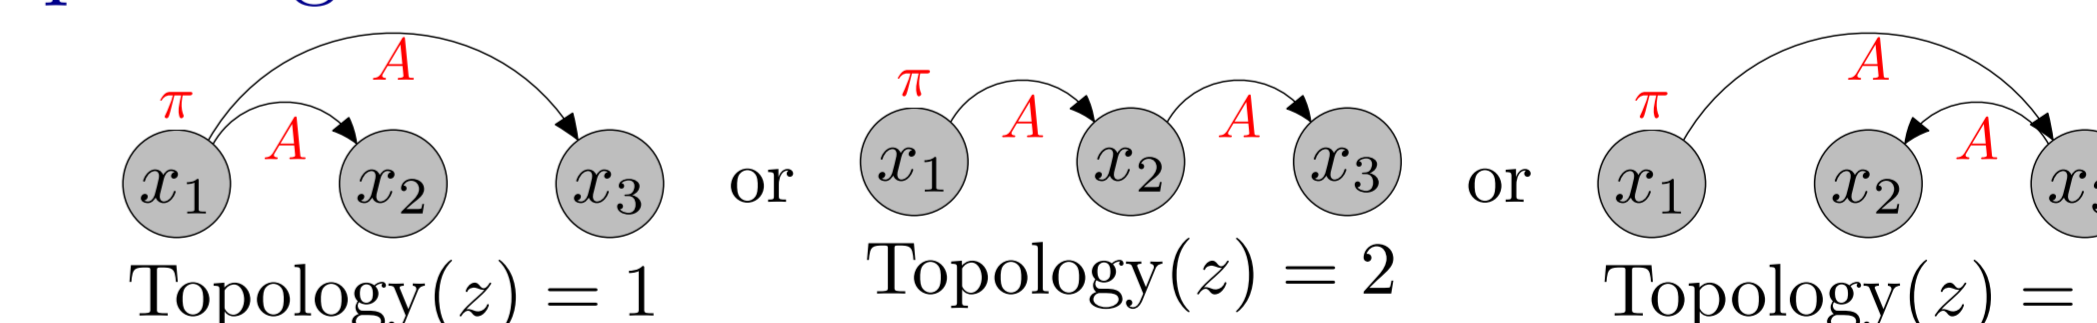 A A
π π π
A A A A
x₁ x₂ x₃ or x₁ x₂ x₃ or x₁ x₂
Topology(z) = 1 Topology(z) = 2 Topology(z) =